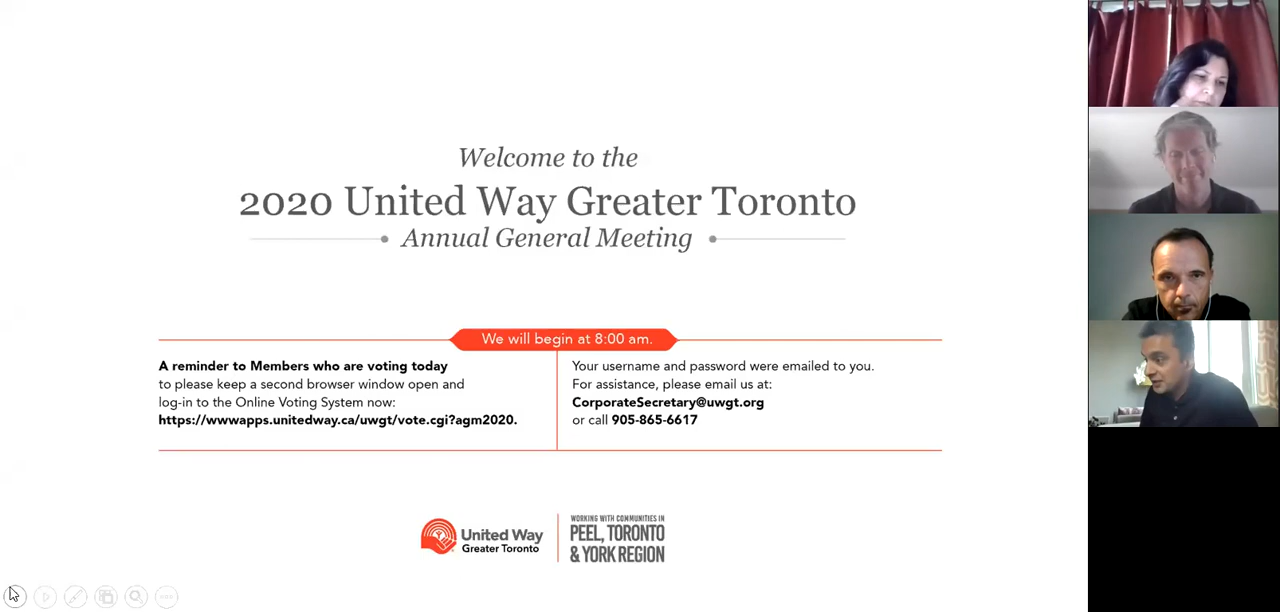 Welcome to the
2020 United Way Greater Toronto
Annual General Meeting
We will begin at 8:00 am.
A reminder to Members who are voting today
to please keep a second browser window open and
log-in to the Online Voting System now:
https://wwwapps.unitedway.ca/uwgt/vote.cgi?agm2020.
Your username and password were emailed to you.
For assistance, please email us at:
CorporateSecretary@uwgt.org
or call 905-865-6617
United Way
Greater Toronto
WORKING WITH COMMUNITIES IN
PEEL, TORONTO
& YORK REGION